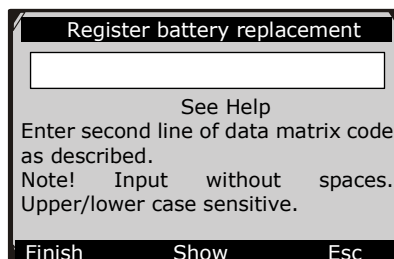 Register battery replacement
See Help
Enter second line of data matrix code
as described.
Note! Input without spaces.
Upper/lower case sensitive.
Finish Show Esc